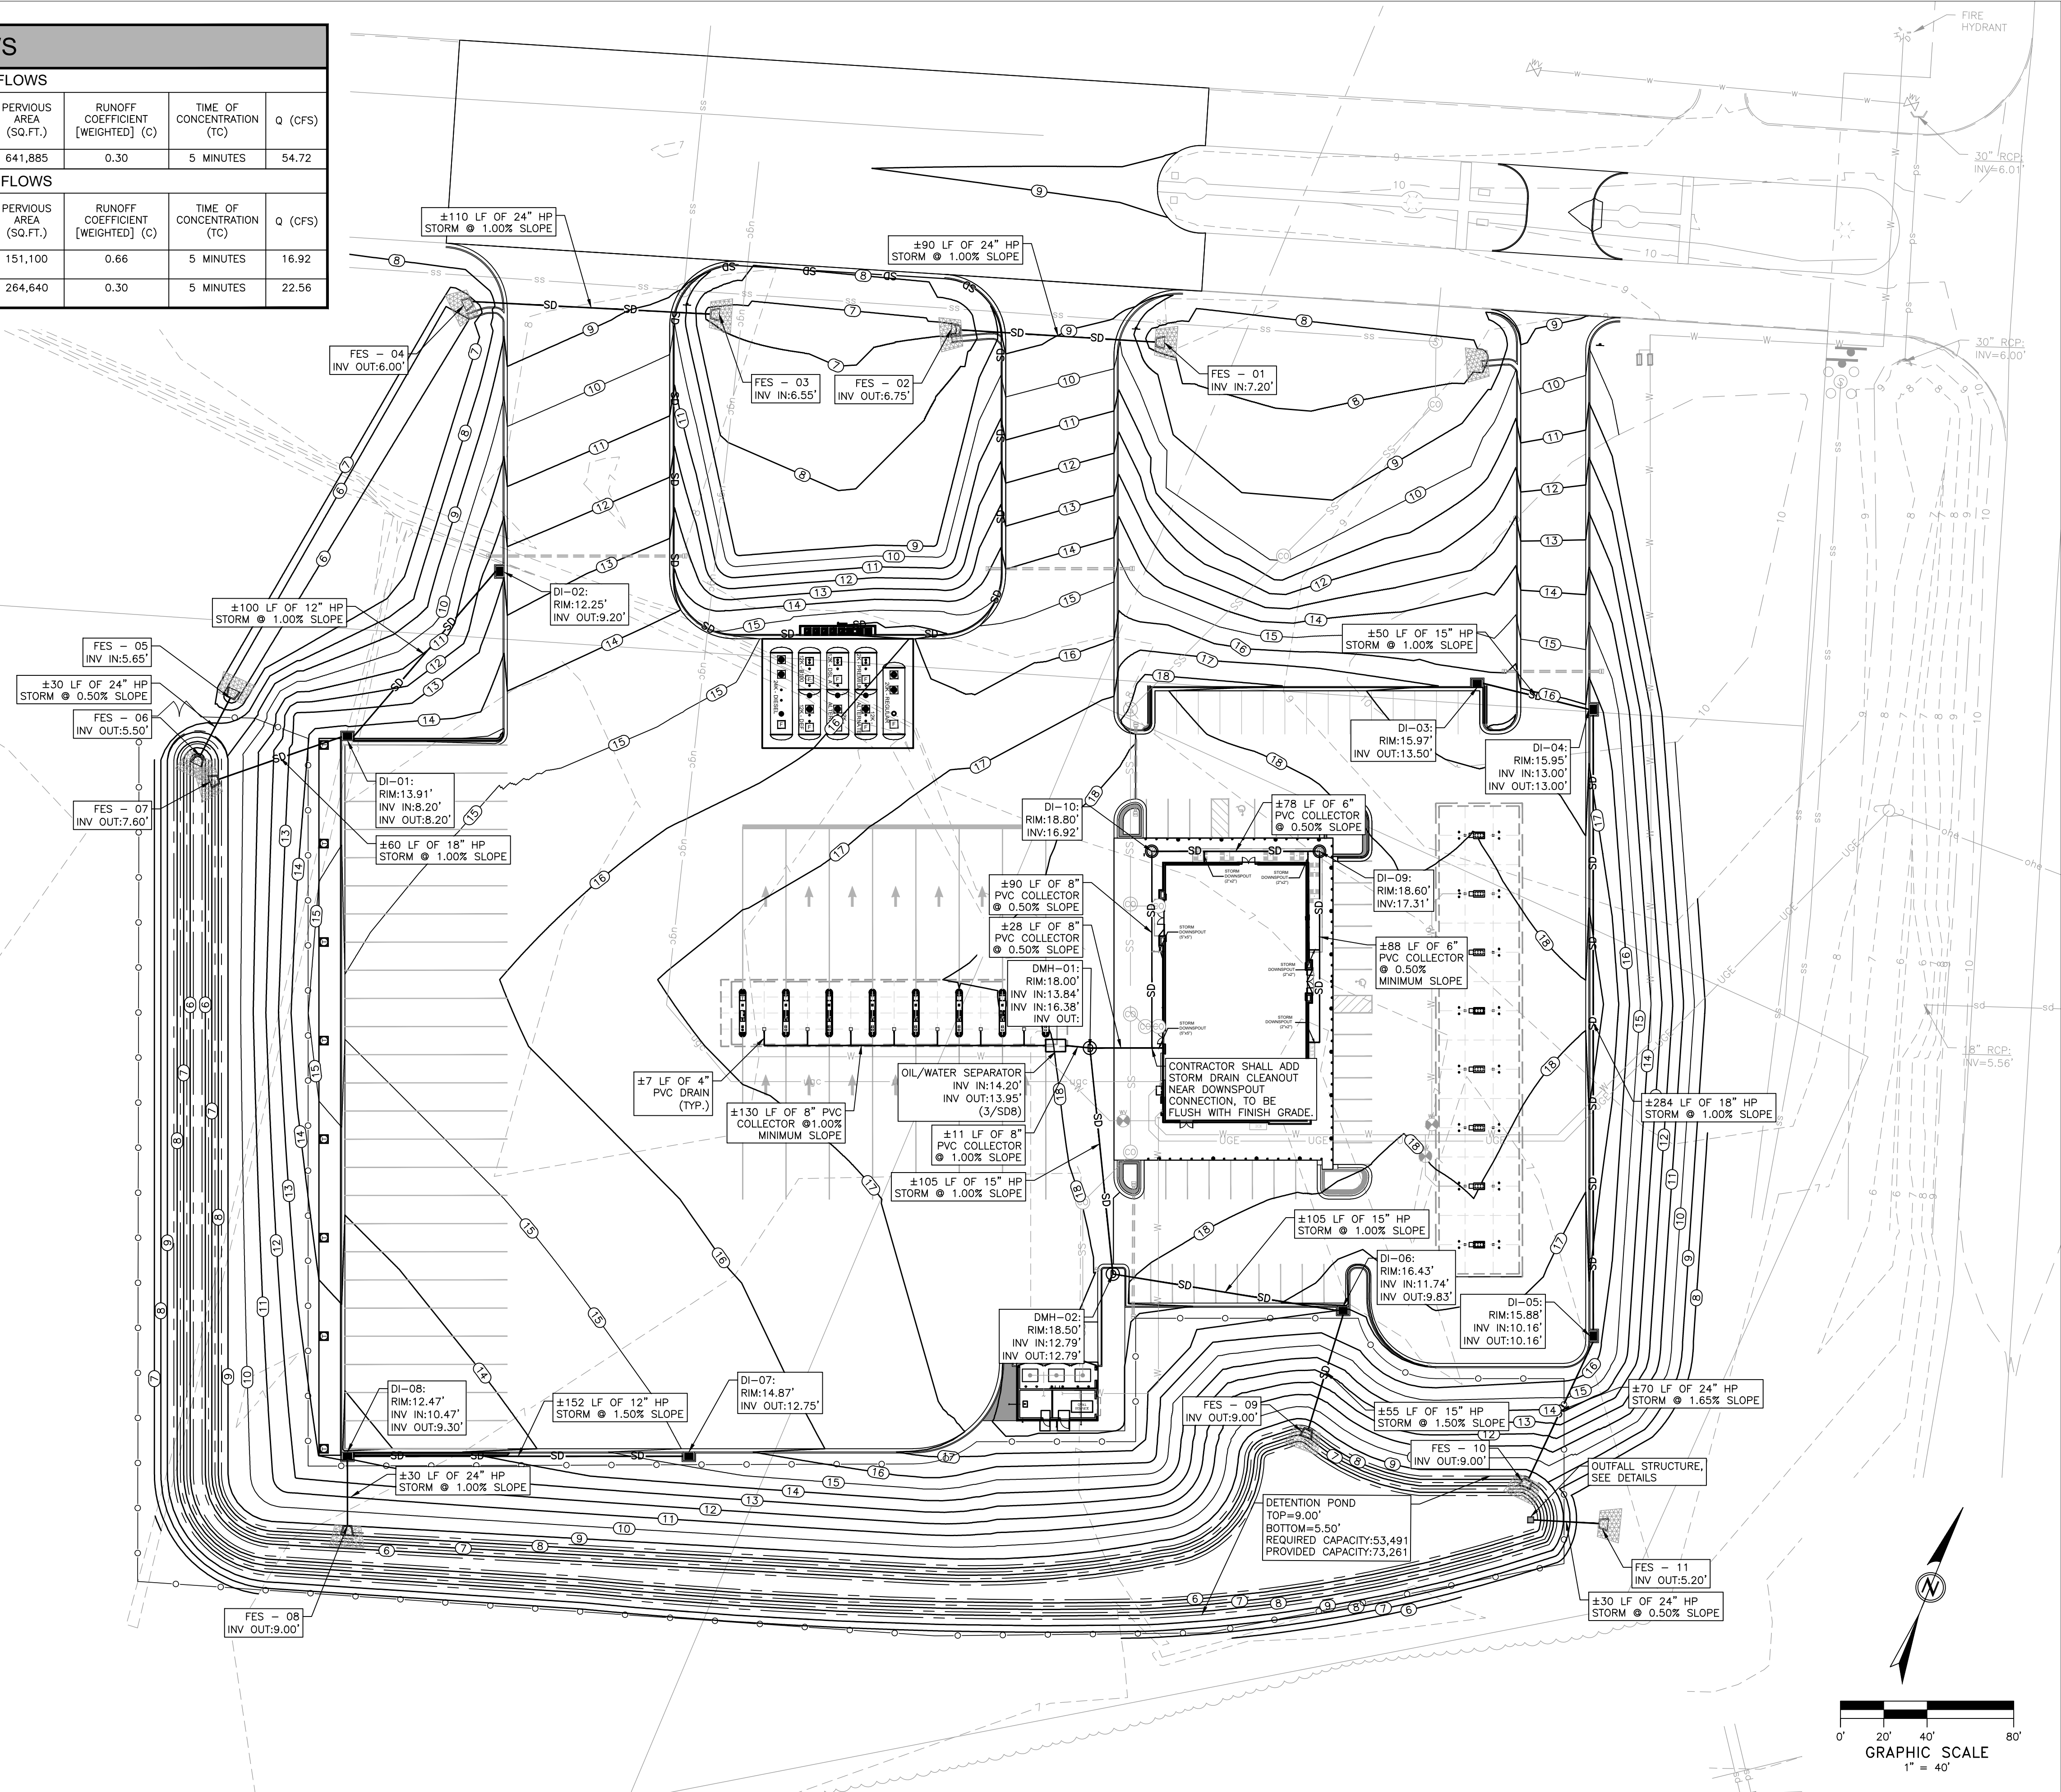 S
FLOWS
PERVIOUS AREA (SQ.FT.) RUNOFF COEFFICIENT [WEIGHTED] (C) TIME OF CONCENTRATION (TC) Q (CFS)
641,885 0.30 5 MINUTES 54.72
FLOWS
PERVIOUS AREA (SQ.FT.) RUNOFF COEFFICIENT [WEIGHTED] (C) TIME OF CONCENTRATION (TC) Q (CFS)
151,100 0.66 5 MINUTES 16.92
264,640 0.30 5 MINUTES 22.56
FIRE
HYDRANT
30" RCP:
INV=6.01'
30" RCP:
INV=6.00'
±110 LF OF 24" HP
STORM @ 1.00% SLOPE
±90 LF OF 24" HP
STORM @ 1.00% SLOPE
FES - 04
INV OUT:6.00'
FES - 03
INV IN:6.55'
FES - 02
INV OUT:6.75'
FES - 01
INV IN:7.20'
DI-02:
RIM:12.25'
INV OUT:9.20'
±100 LF OF 12" HP
STORM @ 1.00% SLOPE
FES - 05
INV IN:5.65'
±30 LF OF 24" HP
STORM @ 0.50% SLOPE
FES - 06
INV OUT:5.50'
FES - 07
INV OUT:7.60'
DI-01:
RIM:13.91'
INV IN:8.20'
INV OUT:8.20'
±60 LF OF 18" HP
STORM @ 1.00% SLOPE
±50 LF OF 15" HP
STORM @ 1.00% SLOPE
DI-03:
RIM:15.97'
INV OUT:13.50'
DI-04:
RIM:15.95'
INV IN:13.00'
INV OUT:13.00'
DI-10:
RIM:18.80'
INV:16.92'
±78 LF OF 6"
PVC COLLECTOR
@ 0.50% SLOPE
DI-09:
RIM:18.60'
INV:17.31'
±90 LF OF 8"
PVC COLLECTOR
@ 0.50% SLOPE
±28 LF OF 8"
PVC COLLECTOR
@ 0.50% SLOPE
±88 LF OF 6"
PVC COLLECTOR
@ 0.50%
MINIMUM SLOPE
STORM
DOWNSPOUT
STORM
DOWNSPOUT
STORM
DOWNSPOUT
STORM
DOWNSPOUT
STORM
DOWNSPOUT
STORM
DOWNSPOUT
DMH-01:
RIM:18.00'
INV IN:13.84'
INV IN:16.38'
INV OUT:
18" RCP:
INV=5.56'
OIL/WATER SEPARATOR
INV IN:14.20'
INV OUT:13.95'
(3/SD8)
CONTRACTOR SHALL ADD
STORM DRAIN CLEANOUT
NEAR DOWNSPOUT
CONNECTION, TO BE
FLUSH WITH FINISH GRADE.
±7 LF OF 4"
PVC DRAIN
(TYP.)
±130 LF OF 8" PVC
COLLECTOR @1.00%
MINIMUM SLOPE
±11 LF OF 8"
PVC COLLECTOR
@ 1.00% SLOPE
±284 LF OF 18" HP
STORM @ 1.00% SLOPE
±105 LF OF 15" HP
STORM @ 1.00% SLOPE
±105 LF OF 15" HP
STORM @ 1.00% SLOPE
DI-06:
RIM:16.43'
INV IN:11.74'
INV OUT:9.83'
DI-05:
RIM:15.88'
INV IN:10.16'
INV OUT:10.16'
DMH-02:
RIM:18.50'
INV IN:12.79'
INV OUT:12.79'
DI-08:
RIM:12.47'
INV IN:10.47'
INV OUT:9.30'
±152 LF OF 12" HP
STORM @ 1.50% SLOPE
DI-07:
RIM:14.87'
INV OUT:12.75'
FES - 09
INV OUT:9.00'
±55 LF OF 15" HP
STORM @ 1.50% SLOPE
±70 LF OF 24" HP
STORM @ 1.65% SLOPE
FES - 10
INV OUT:9.00'
OUTFALL STRUCTURE,
SEE DETAILS
±30 LF OF 24" HP
STORM @ 1.00% SLOPE
DETENTION POND
TOP=9.00'
BOTTOM=5.50'
REQUIRED CAPACITY:53,491
PROVIDED CAPACITY:73,261
FES - 11
INV OUT:5.20'
±30 LF OF 24" HP
STORM @ 0.50% SLOPE
FES - 08
INV OUT:9.00'
N
0' 20' 40' 80'
GRAPHIC SCALE
1" = 40'